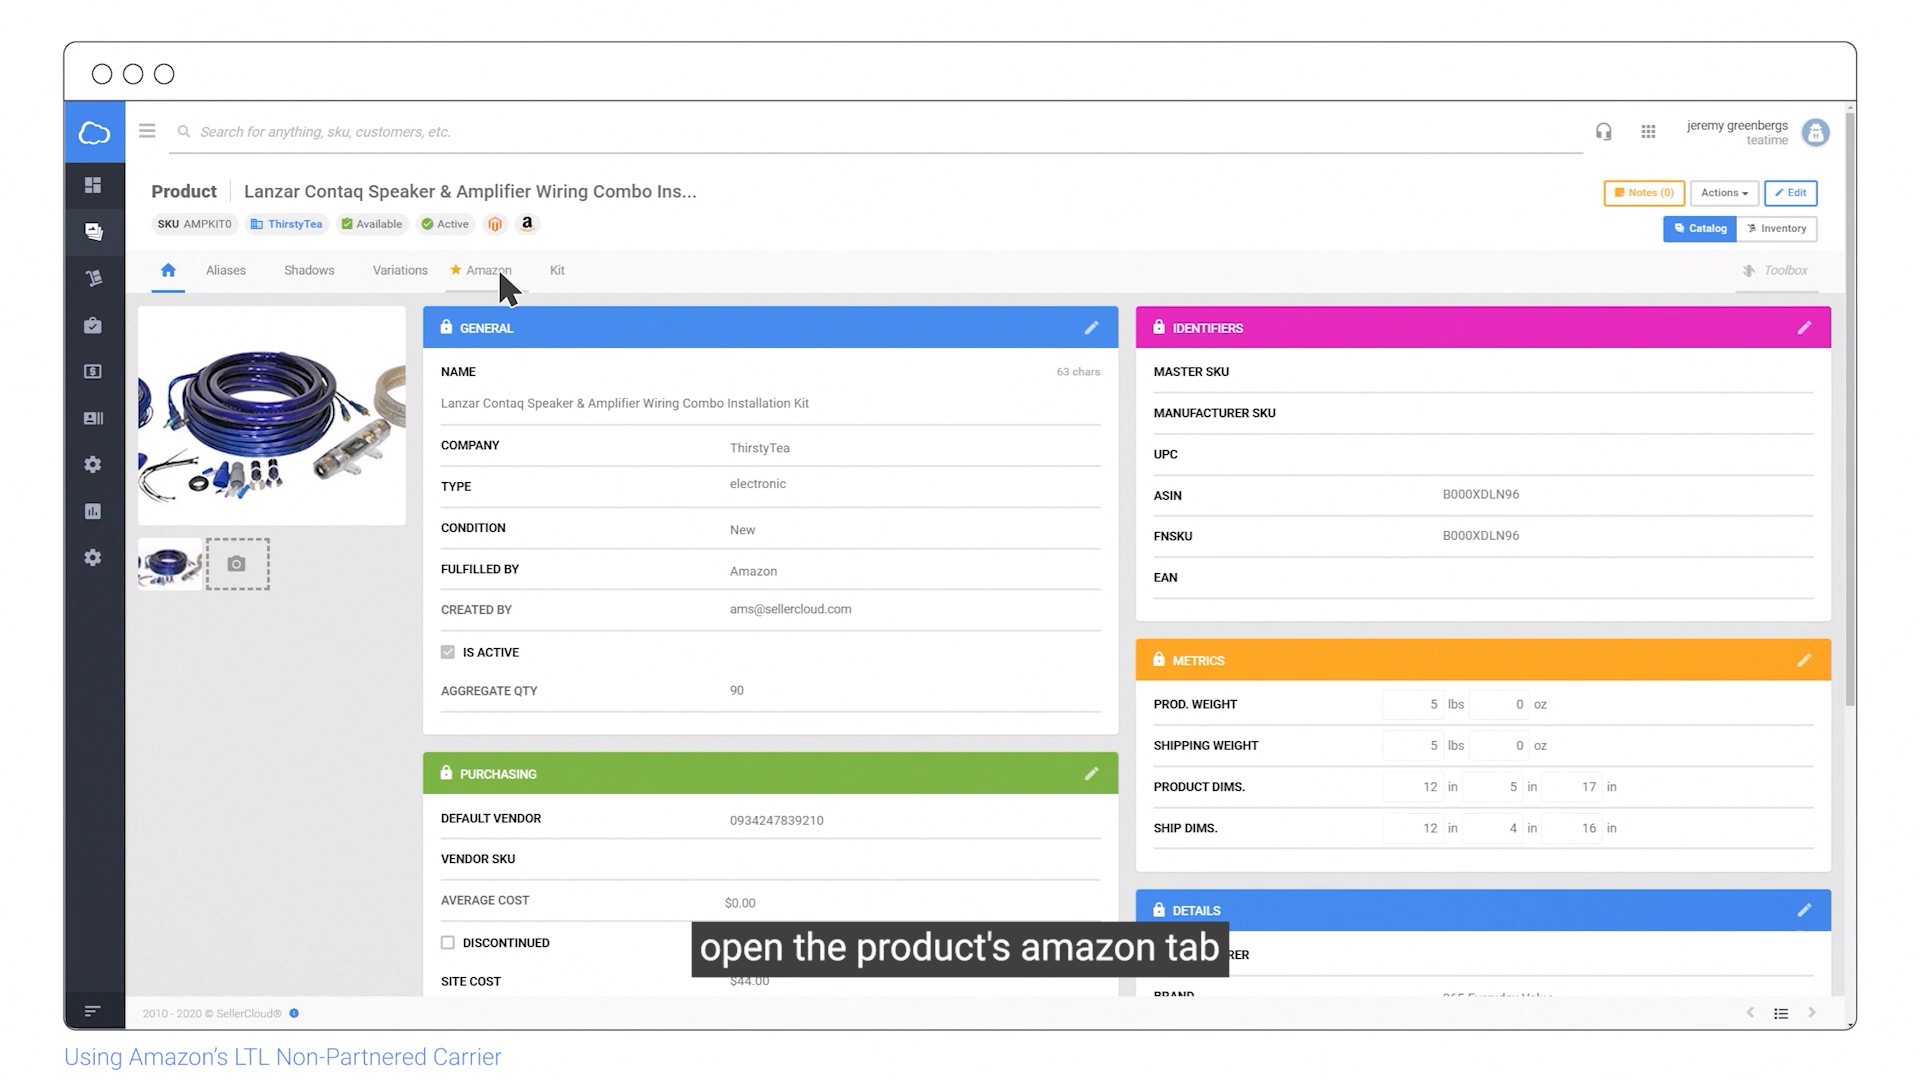 Search for anything, sku, customers, etc.
jeremy greenbergs
teatime
Product
Lanzar Contaq Speaker & Amplifier Wiring Combo Ins...
Notes (0)
Actions
Edit
SKU AMPKIT0
ThirstyTea
Available
Active
Catalog
Inventory
Aliases
Shadows
Variations
Amazon
Kit
Toolbox
GENERAL
NAME
63 chars
Lanzar Contaq Speaker & Amplifier Wiring Combo Installation Kit
COMPANY ThirstyTea
TYPE electronic
CONDITION New
FULFILLED BY Amazon
CREATED BY ams@sellercloud.com
IS ACTIVE
AGGREGATE QTY 90
PURCHASING
DEFAULT VENDOR 0934247839210
VENDOR SKU
AVERAGE COST $0.00
DISCONTINUED
SITE COST $44.00
IDENTIFIERS
MASTER SKU
MANUFACTURER SKU
UPC
ASIN B000XDLN96
FNSKU B000XDLN96
EAN
METRICS
PROD. WEIGHT 5 lbs 0 oz
SHIPPING WEIGHT 5 lbs 0 oz
PRODUCT DIMS. 12 in 5 in 17 in
SHIP DIMS. 12 in 4 in 16 in
DETAILS
RER
BRAND 365 Everyday Value
open the product's amazon tab
2010 - 2020 © SellerCloud®
Using Amazon's LTL Non-Partnered Carrier